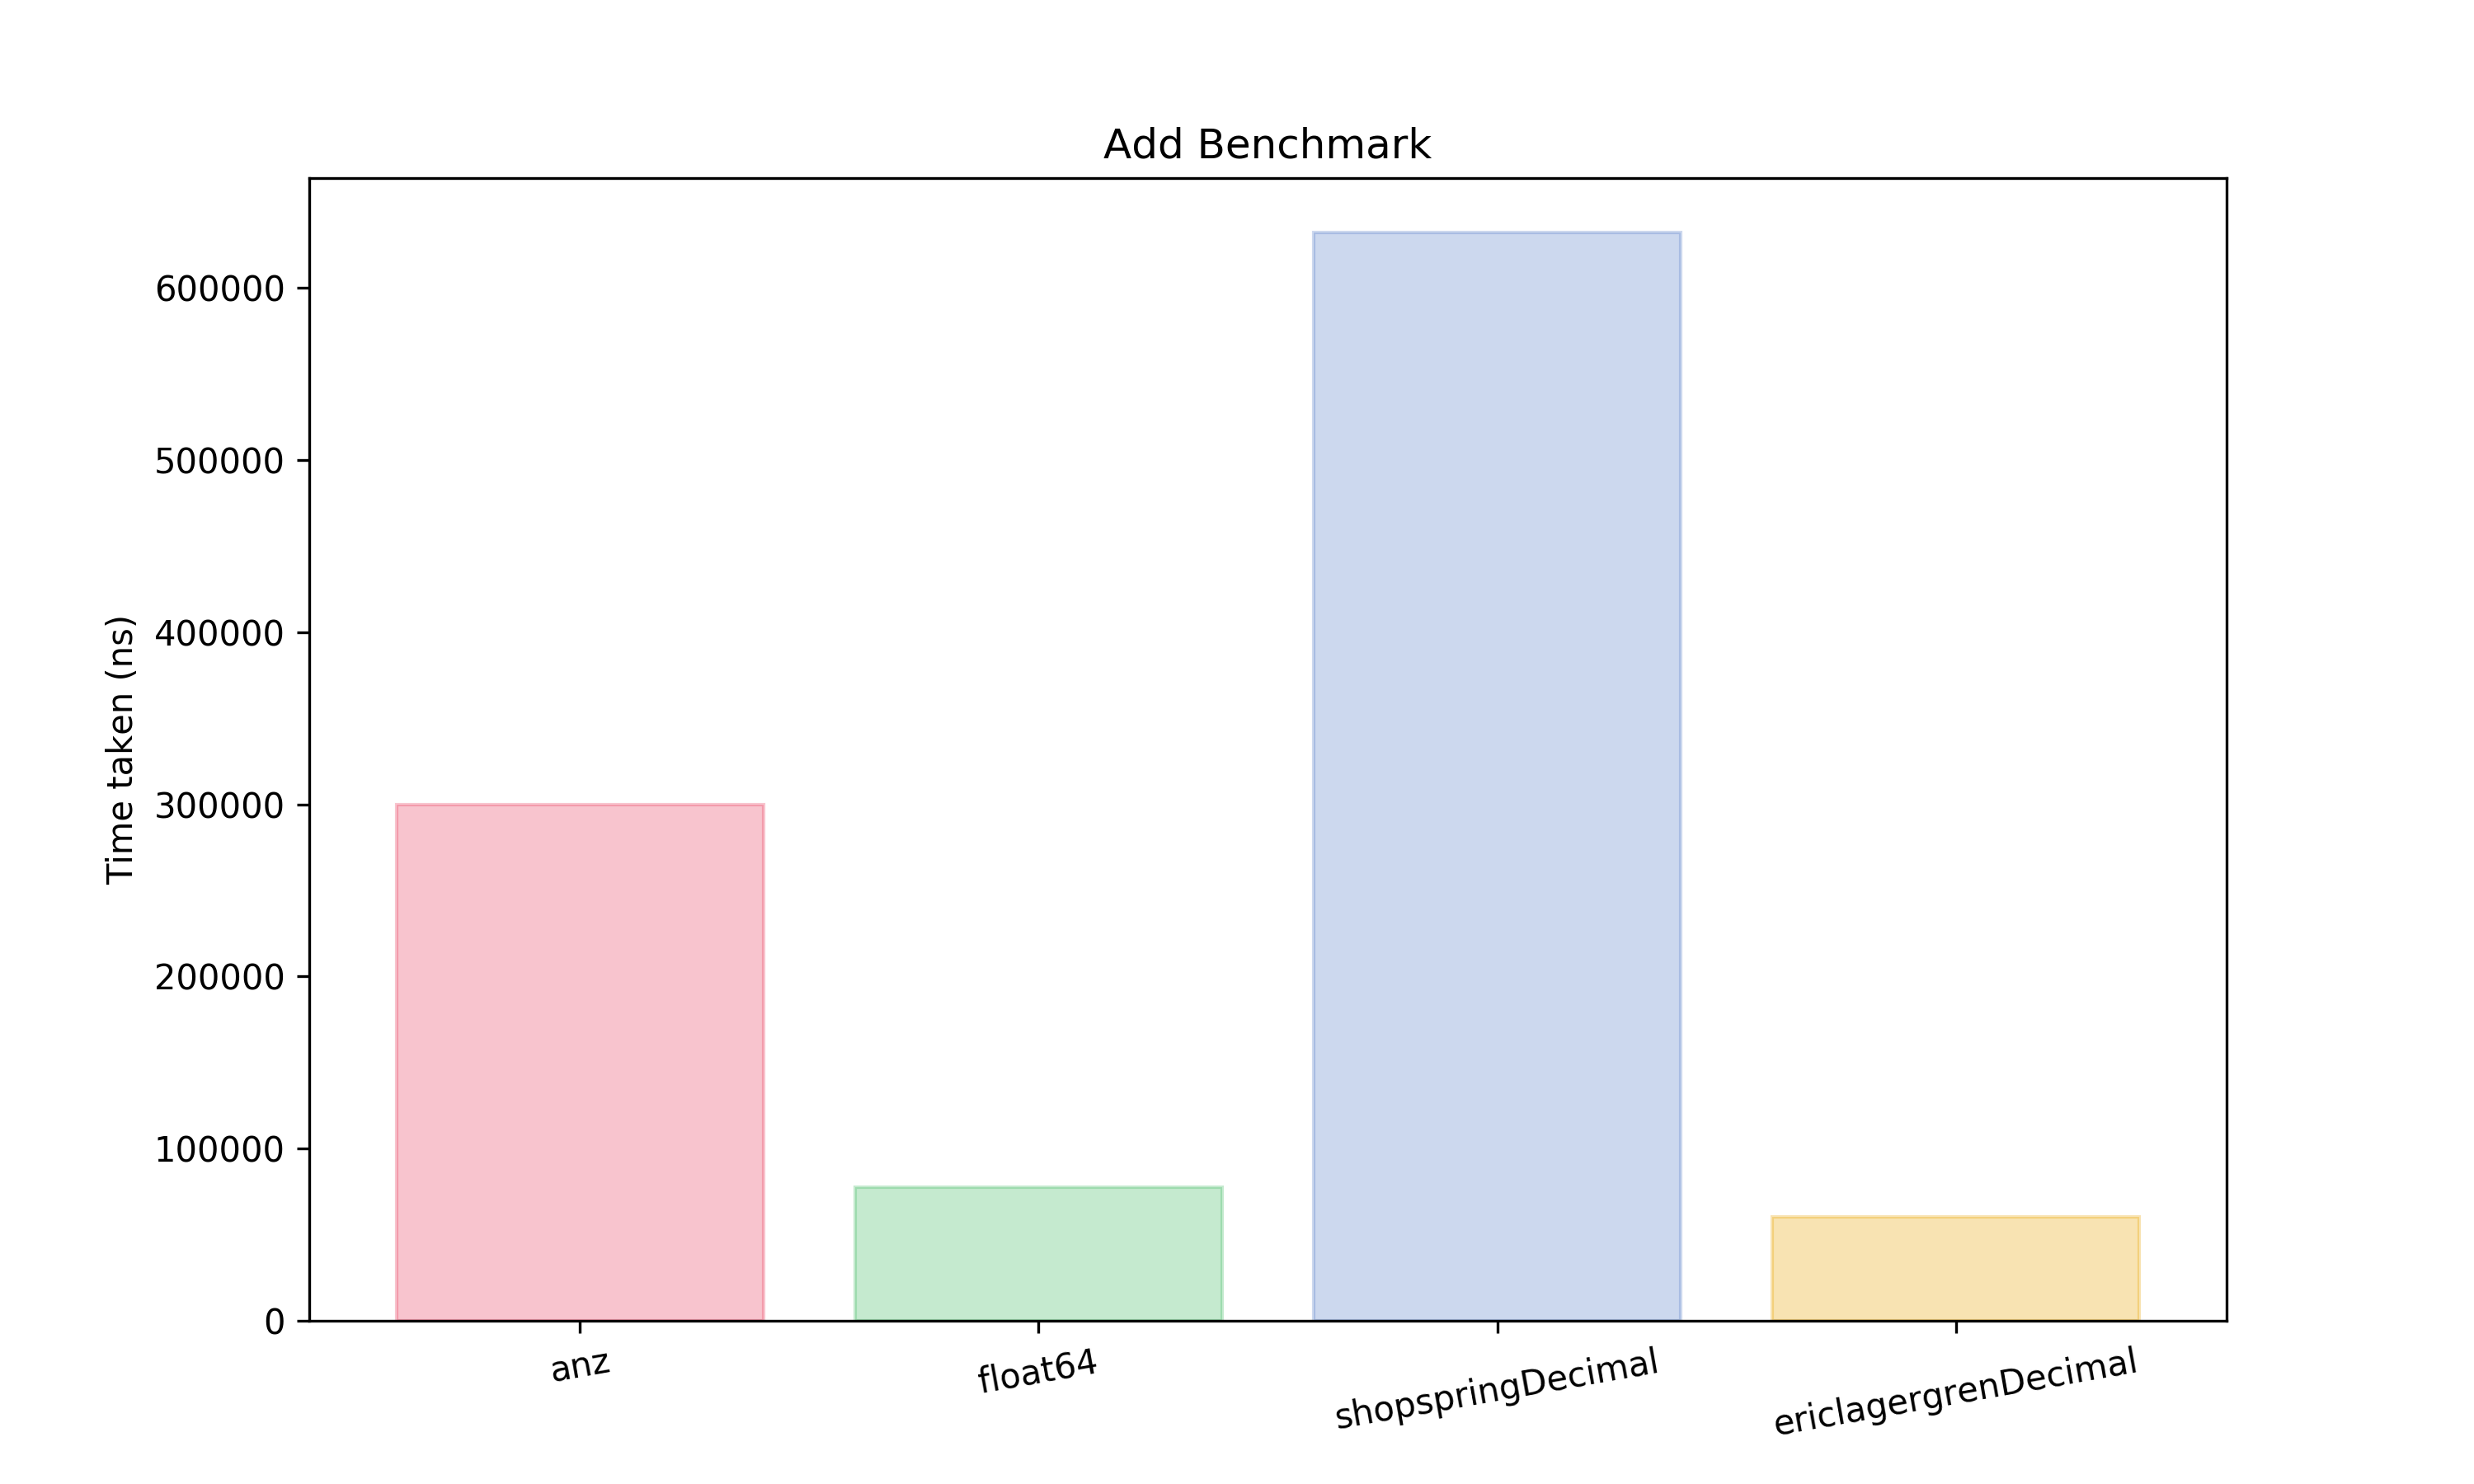 Add Benchmark
Time taken (ns)
600000
500000
400000
300000
200000
100000
0
anz
float64
shopspringDecimal
ericlagergrenDecimal